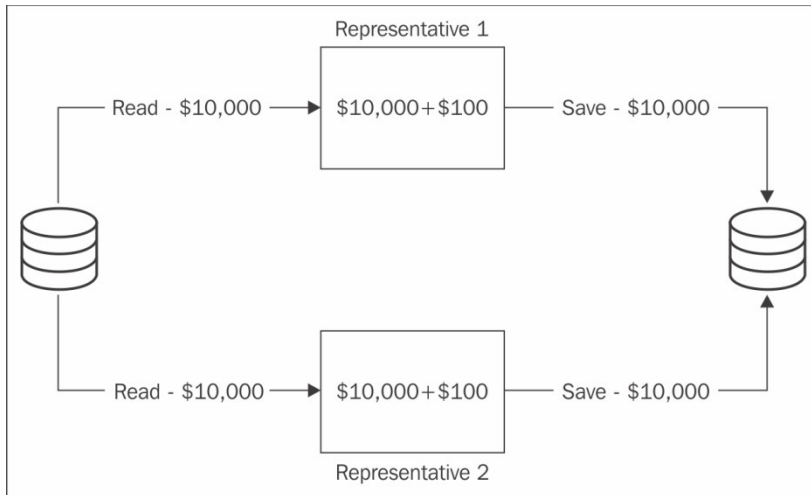 Representative 1
Read - $10,000
$10,000+$100
Save - $10,000
Read - $10,000
$10,000+$100
Save - $10,000
Representative 2